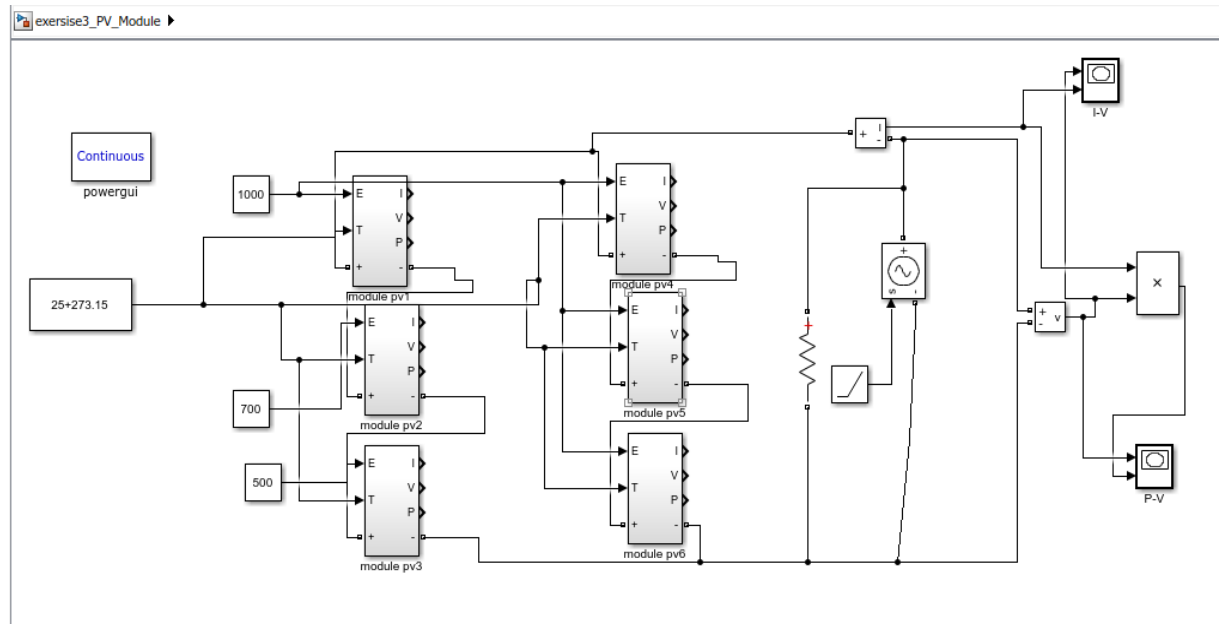 exersise3_PV_Module
Continuous
powergui
1000
25+273.15
700
500
E I
V
T
P
+ -
module pv1
E I
V
T
P
+ -
module pv2
E I
V
T
P
+ -
module pv3
E I
V
T
P
+ -
module pv4
E I
V
T
P
+ -
module pv5
E I
V
T
P
+ -
module pv6
+ I
-
+
s -
+
+ v
-
×
I-V
P-V